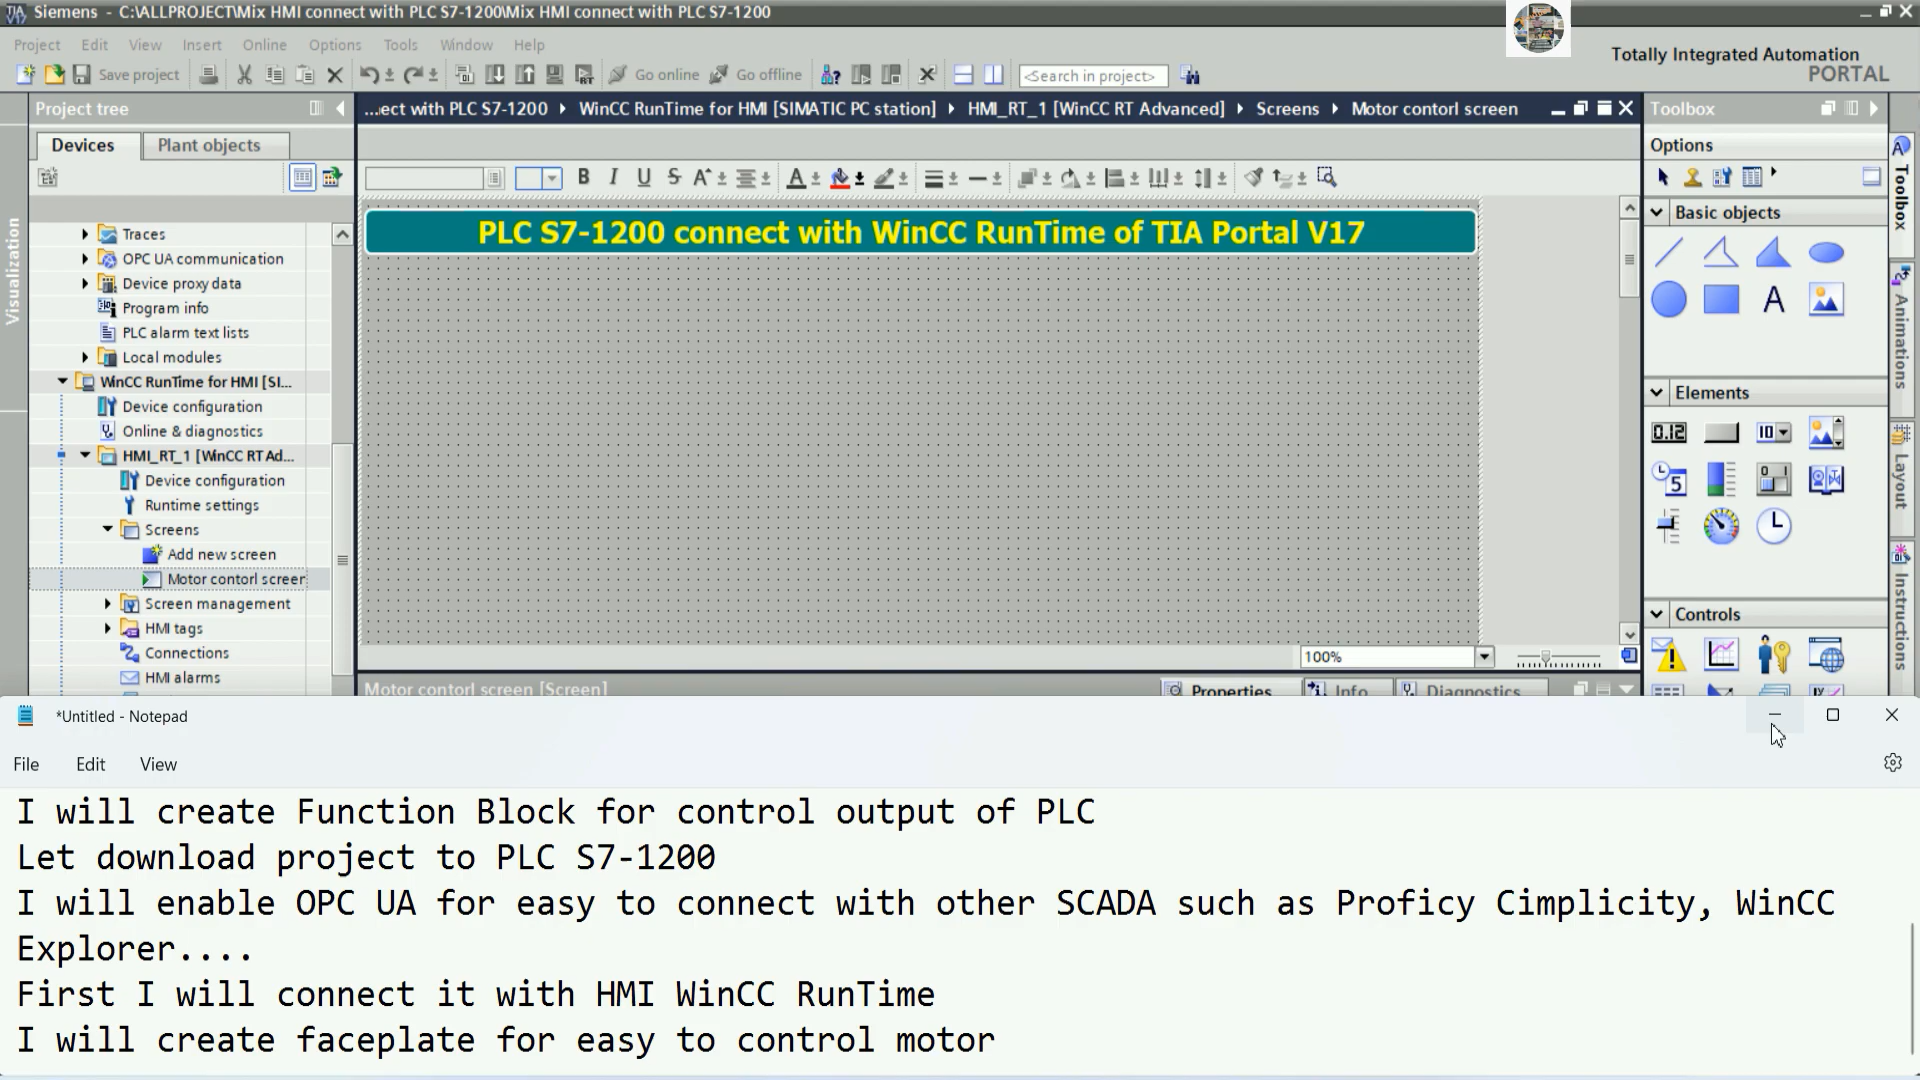 Siemens - C:\ALLPROJECT\Mix HMI connect with PLC S7-1200\Mix HMI connect with PLC S7-1200
Project Edit View Insert Online Options Tools Window Help
Totally Integrated Automation
PORTAL
Save project Go online Go offline <Search in project>
Project tree
...ect with PLC S7-1200 WinCC RunTime for HMI [SIMATIC PC station] HMI_RT_1 [WinCC RT Advanced] Screens Motor contorl screen
Toolbox
Devices Plant objects
Options
B I U S A A
Visualization
Traces
OPC UA communication
Device proxy data
Program info
PLC alarm text lists
Local modules
WinCC RunTime for HMI [SI...
Device configuration
Online & diagnostics
HMI_RT_1 [WinCC RT Ad...
Device configuration
Runtime settings
Screens
Add new screen
Motor contorl screen
Screen management
HMI tags
Connections
HMI alarms
PLC S7-1200 connect with WinCC RunTime of TIA Portal V17
100%
Motor contorl screen [Screen]
Properties Info Diagnostics
Basic objects
A
Elements
0.12 10
5
Controls
Toolbox
Animations
Layout
Instructions
*Untitled - Notepad
File Edit View
I will create Function Block for control output of PLC
Let download project to PLC S7-1200
I will enable OPC UA for easy to connect with other SCADA such as Proficy Cimplicity, WinCC
Explorer....
First I will connect it with HMI WinCC RunTime
I will create faceplate for easy to control motor